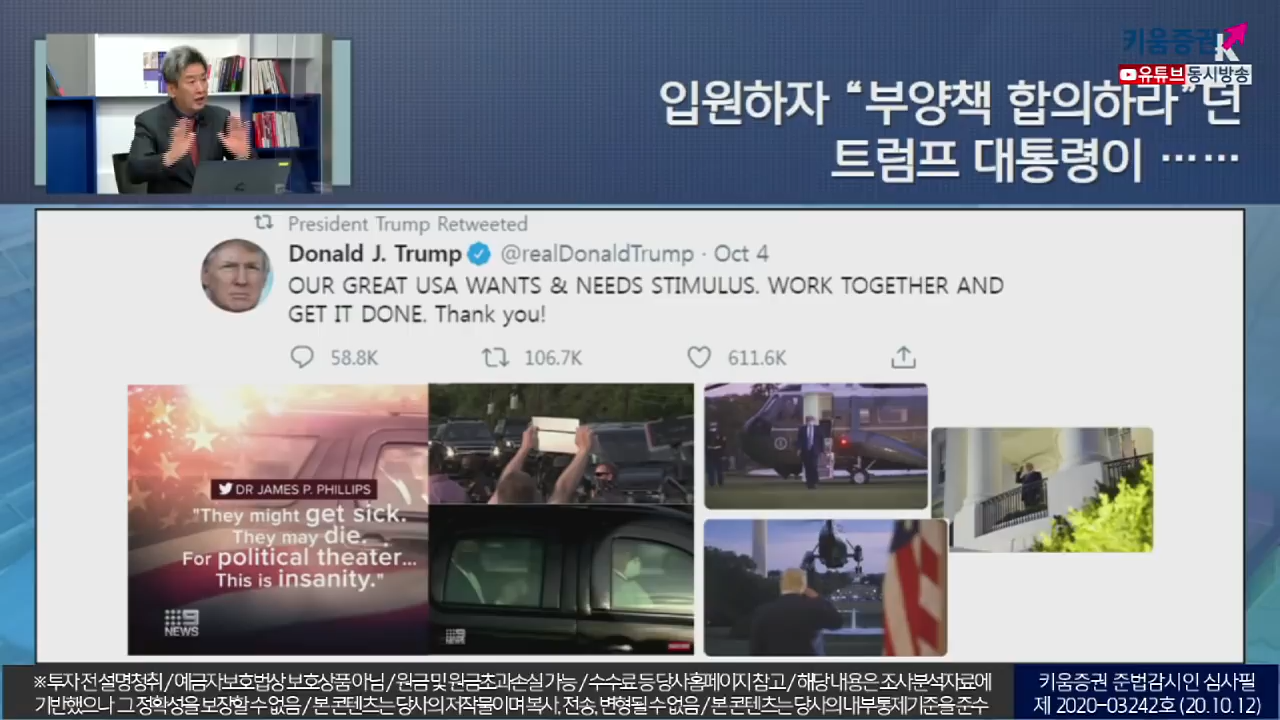 키움증권
유튜브동시방송
입원하자 “부양책 합의하라”던
트럼프 대통령이 ……
President Trump Retweeted
Donald J. Trump @realDonaldTrump · Oct 4
OUR GREAT USA WANTS & NEEDS STIMULUS. WORK TOGETHER AND
GET IT DONE. Thank you!
58.8K 106.7K 611.6K
DR JAMES P. PHILLIPS
"They might get sick.
They may die.
For political theater...
This is insanity."
9
NEWS
※ 투자 전 설명청취 / 예금자보호법상 보호상품 아님 / 원금 및 원금초과손실 가능 / 수수료 등 당사홈페이지 참고 / 해당 내용은 조사분석자료에
기반했으나 그 정확성을 보장할 수 없음 / 본 콘텐츠는 당사의 저작물이며 복사, 전송, 변형될 수 없음 / 본 콘텐츠는 당사의 내부통제기준을 준수
키움증권 준법감시인 심사필
제 2020-03242호 (20.10.12)